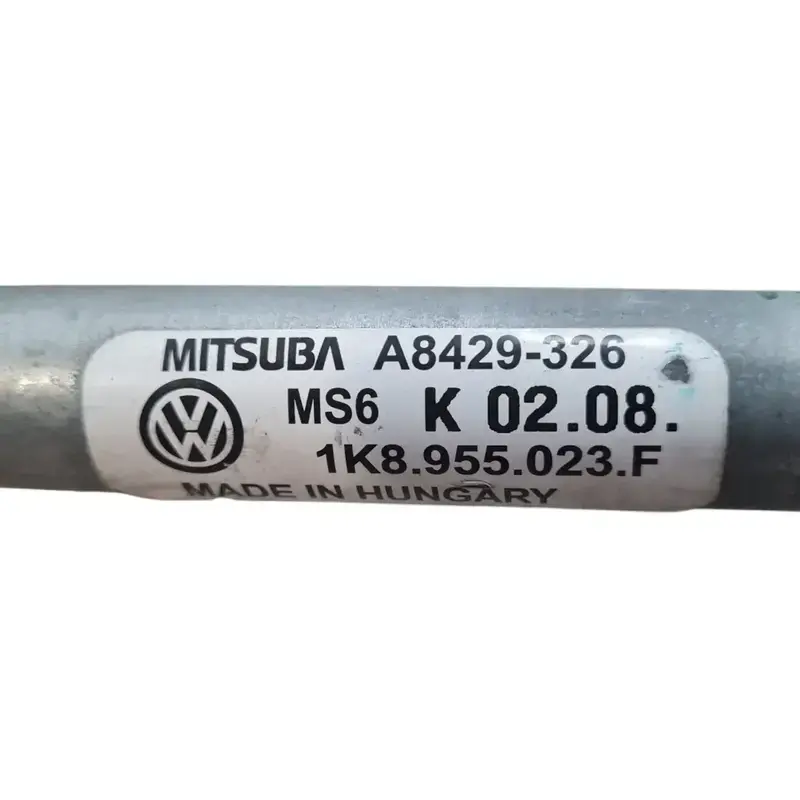 MITSUBA A8429-326
MS6 K 02.08.
1K8.955.023.F
MADE IN HUNGARY